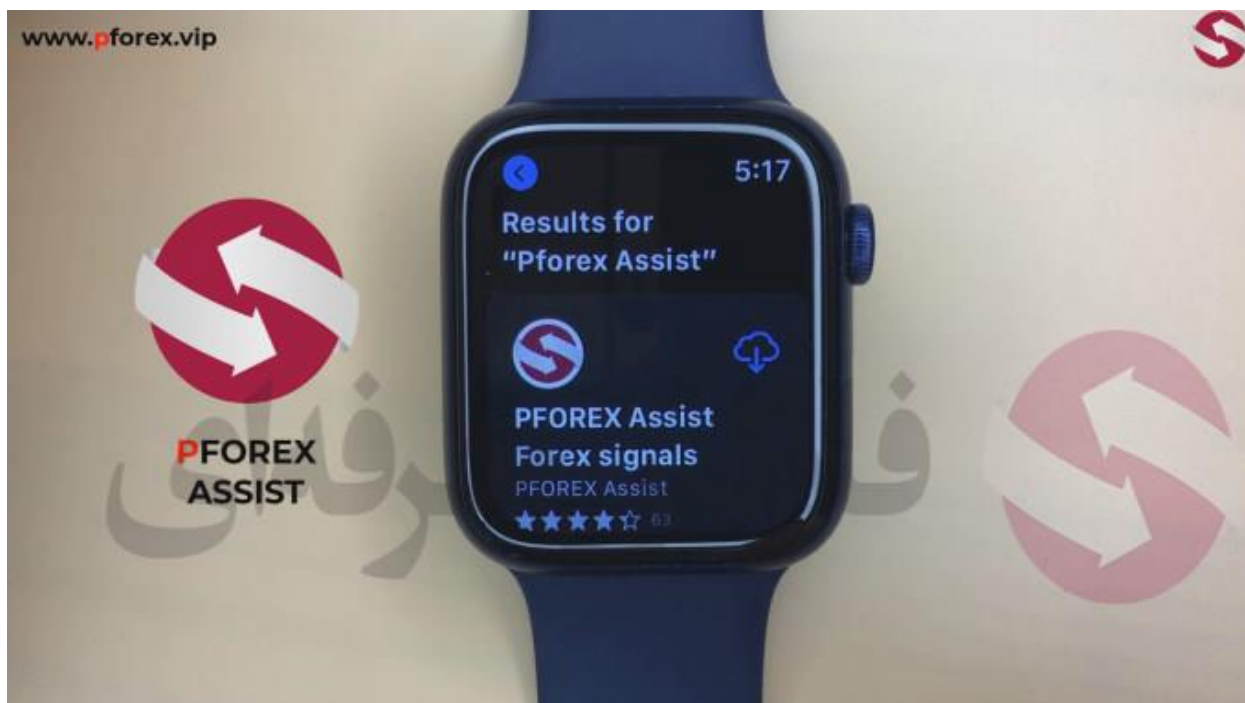 www.pforex.vip
5:17
Results for
“Pforex Assist”
PFOREX Assist
Forex signals
PFOREX Assist
63
PFOREX
ASSIST